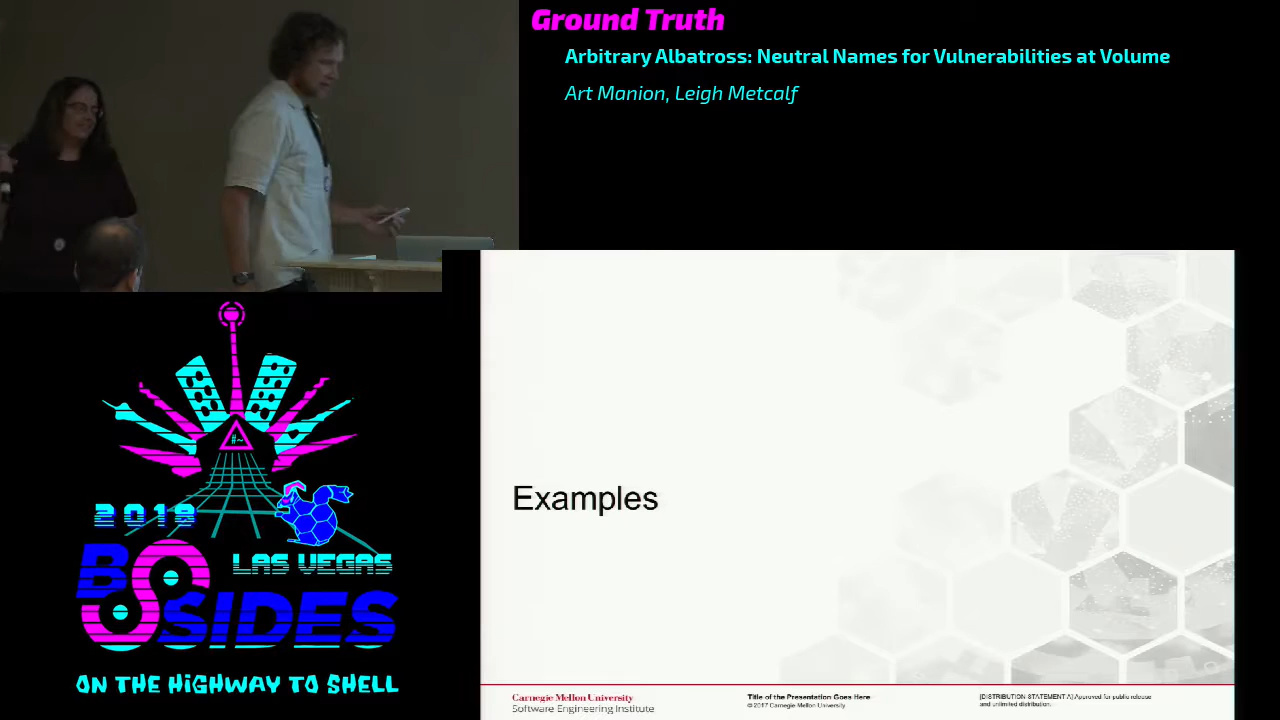 Ground Truth
Arbitrary Albatross: Neutral Names for Vulnerabilities at Volume
Art Manion, Leigh Metcalf
Examples
#~
2019
LAS VEGAS
BSIDES
ON THE HIGHWAY TO SHELL
Carnegie Mellon University
Software Engineering Institute
Title of the Presentation Goes Here
© 2017 Carnegie Mellon University
[DISTRIBUTION STATEMENT A] Approved for public release
and unlimited distribution.